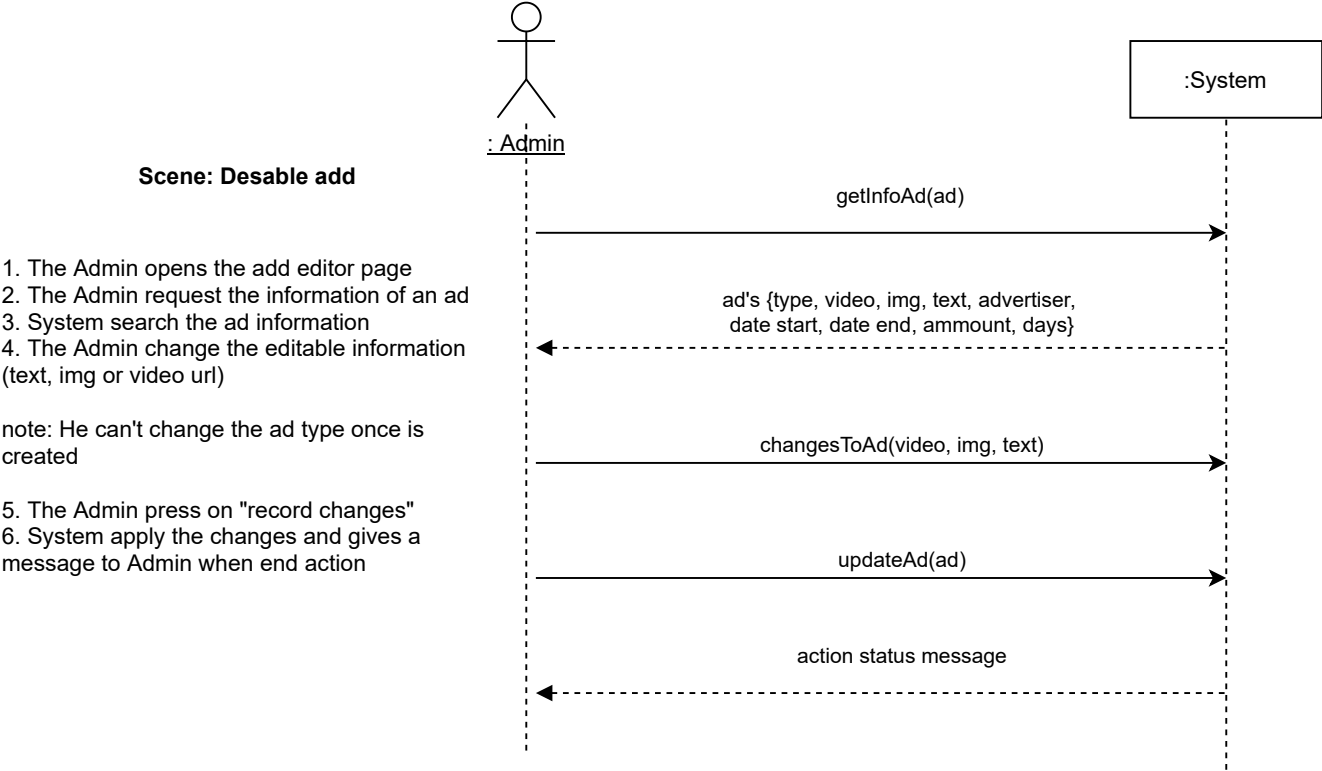 :System
: Admin
Scene: Desable add
1. The Admin opens the add editor page
2. The Admin request the information of an ad
3. System search the ad information
4. The Admin change the editable information
(text, img or video url)
note: He can't change the ad type once is
created
5. The Admin press on "record changes"
6. System apply the changes and gives a
message to Admin when end action
getInfoAd(ad)
ad's {type, video, img, text, advertiser,
date start, date end, ammount, days}
changesToAd(video, img, text)
updateAd(ad)
action status message